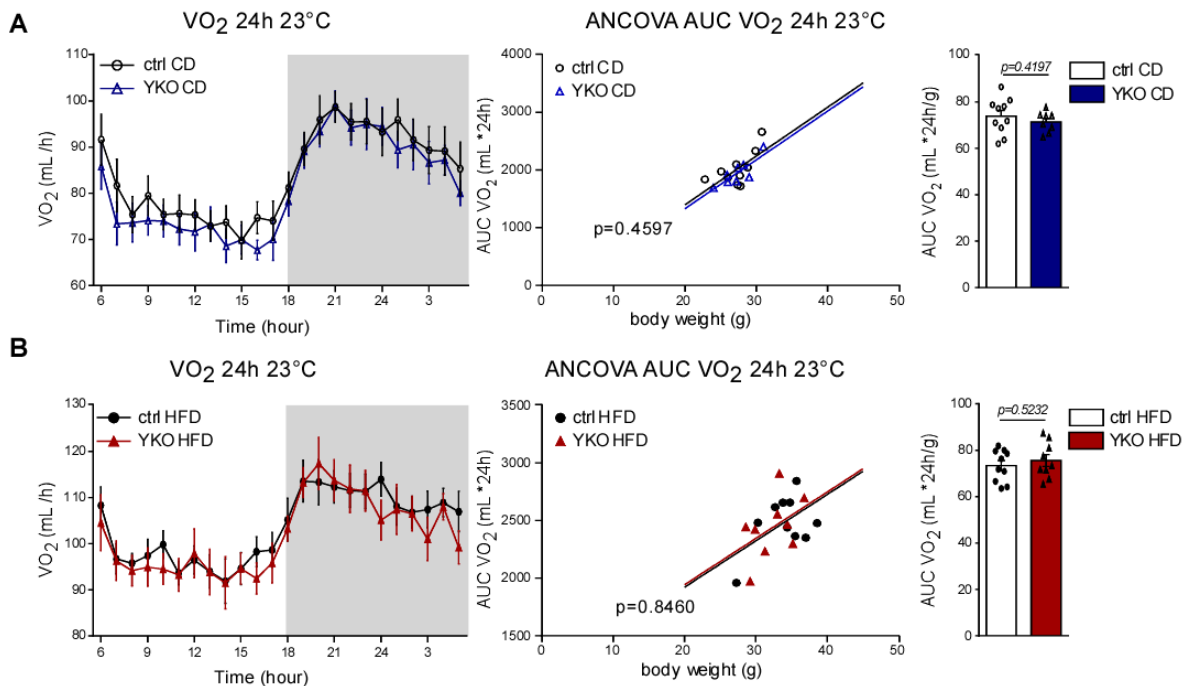 A
VO2 24h 23°C
ANCOVA AUC VO2 24h 23°C
VO2 (mL /h)
110
100
90
80
70
60
ctrl CD
YKO CD
6 9 12 15 18 21 24 3
Time (hour)
AUC VO2 (mL *24h)
4000
3000
2000
1000
0
ctrl CD
YKO CD
p=0.4597
0 10 20 30 40 50
body weight (g)
AUC VO2 (mL *24h/g)
100
80
60
40
20
0
p=0.4197
ctrl CD
YKO CD
B
VO2 24h 23°C
ANCOVA AUC VO2 24h 23°C
VO2 (mL /h)
130
120
110
100
90
80
ctrl HFD
YKO HFD
6 9 12 15 18 21 24 3
Time (hour)
AUC VO2 (mL *24h)
3500
3000
2500
2000
1500
ctrl HFD
YKO HFD
p=0.8460
0 10 20 30 40 50
body weight (g)
AUC VO2 (mL *24h/g)
100
80
60
40
20
0
p=0.5232
ctrl HFD
YKO HFD